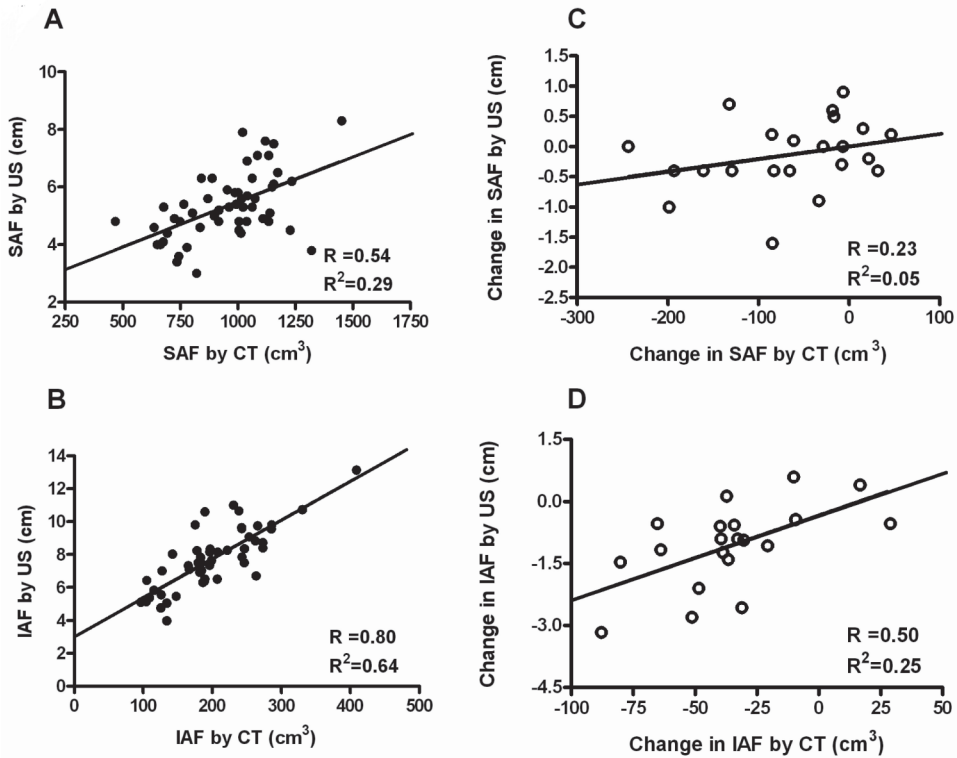 A
SAF by US (cm)
10
8
6
4
2
250 500 750 1000 1250 1500 1750
SAF by CT (cm³)
R =0.54
R²=0.29
C
Change in SAF by US (cm)
1.5
1.0
0.5
0.0
-0.5
-1.0
-1.5
-2.0
-2.5
-300 -200 -100 0 100
Change in SAF by CT (cm³)
R =0.23
R²=0.05
B
IAF by US (cm)
14
12
10
8
6
4
2
0
0 100 200 300 400 500
IAF by CT (cm³)
R =0.80
R²=0.64
D
Change in IAF by US (cm)
1.5
0.0
-1.5
-3.0
-4.5
-100 -75 -50 -25 0 25 50
Change in IAF by CT (cm³)
R =0.50
R²=0.25